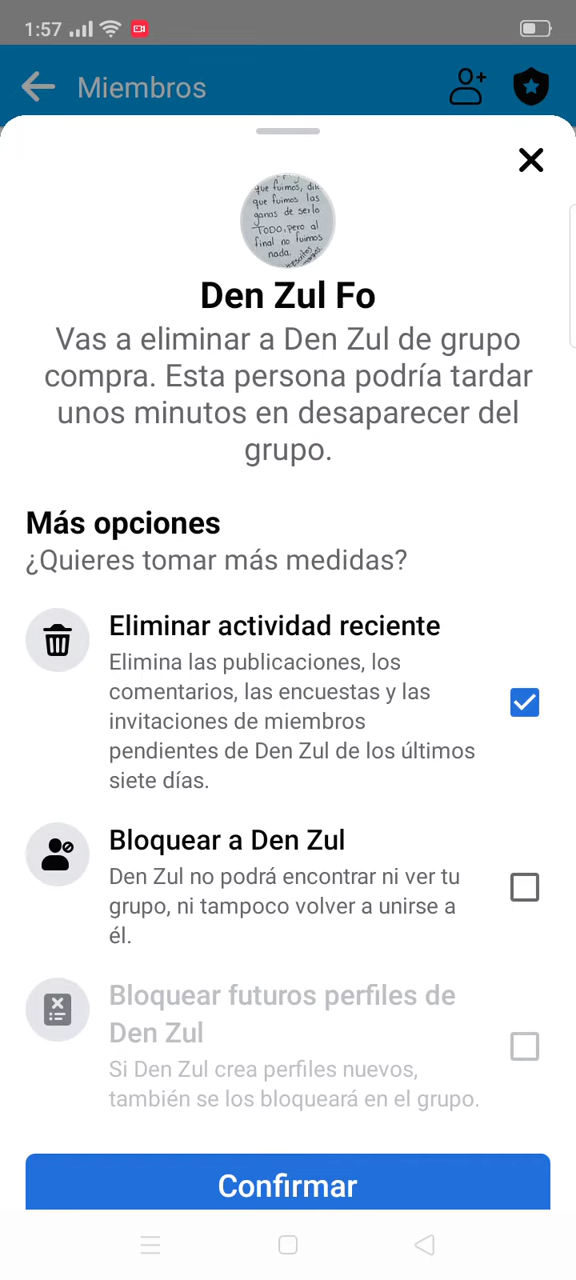 1:57
Miembros
que fuimos, di
que fuimos las
ganas de serlo
TODO, pero al
final no fuimos
nada.
Den Zul Fo
Vas a eliminar a Den Zul de grupo
compra. Esta persona podría tardar
unos minutos en desaparecer del
grupo.
Más opciones
¿Quieres tomar más medidas?
Eliminar actividad reciente
Elimina las publicaciones, los
comentarios, las encuestas y las
invitaciones de miembros
pendientes de Den Zul de los últimos
siete días.
Bloquear a Den Zul
Den Zul no podrá encontrar ni ver tu
grupo, ni tampoco volver a unirse a
él.
Bloquear futuros perfiles de
Den Zul
Si Den Zul crea perfiles nuevos,
también se los bloqueará en el grupo.
Confirmar